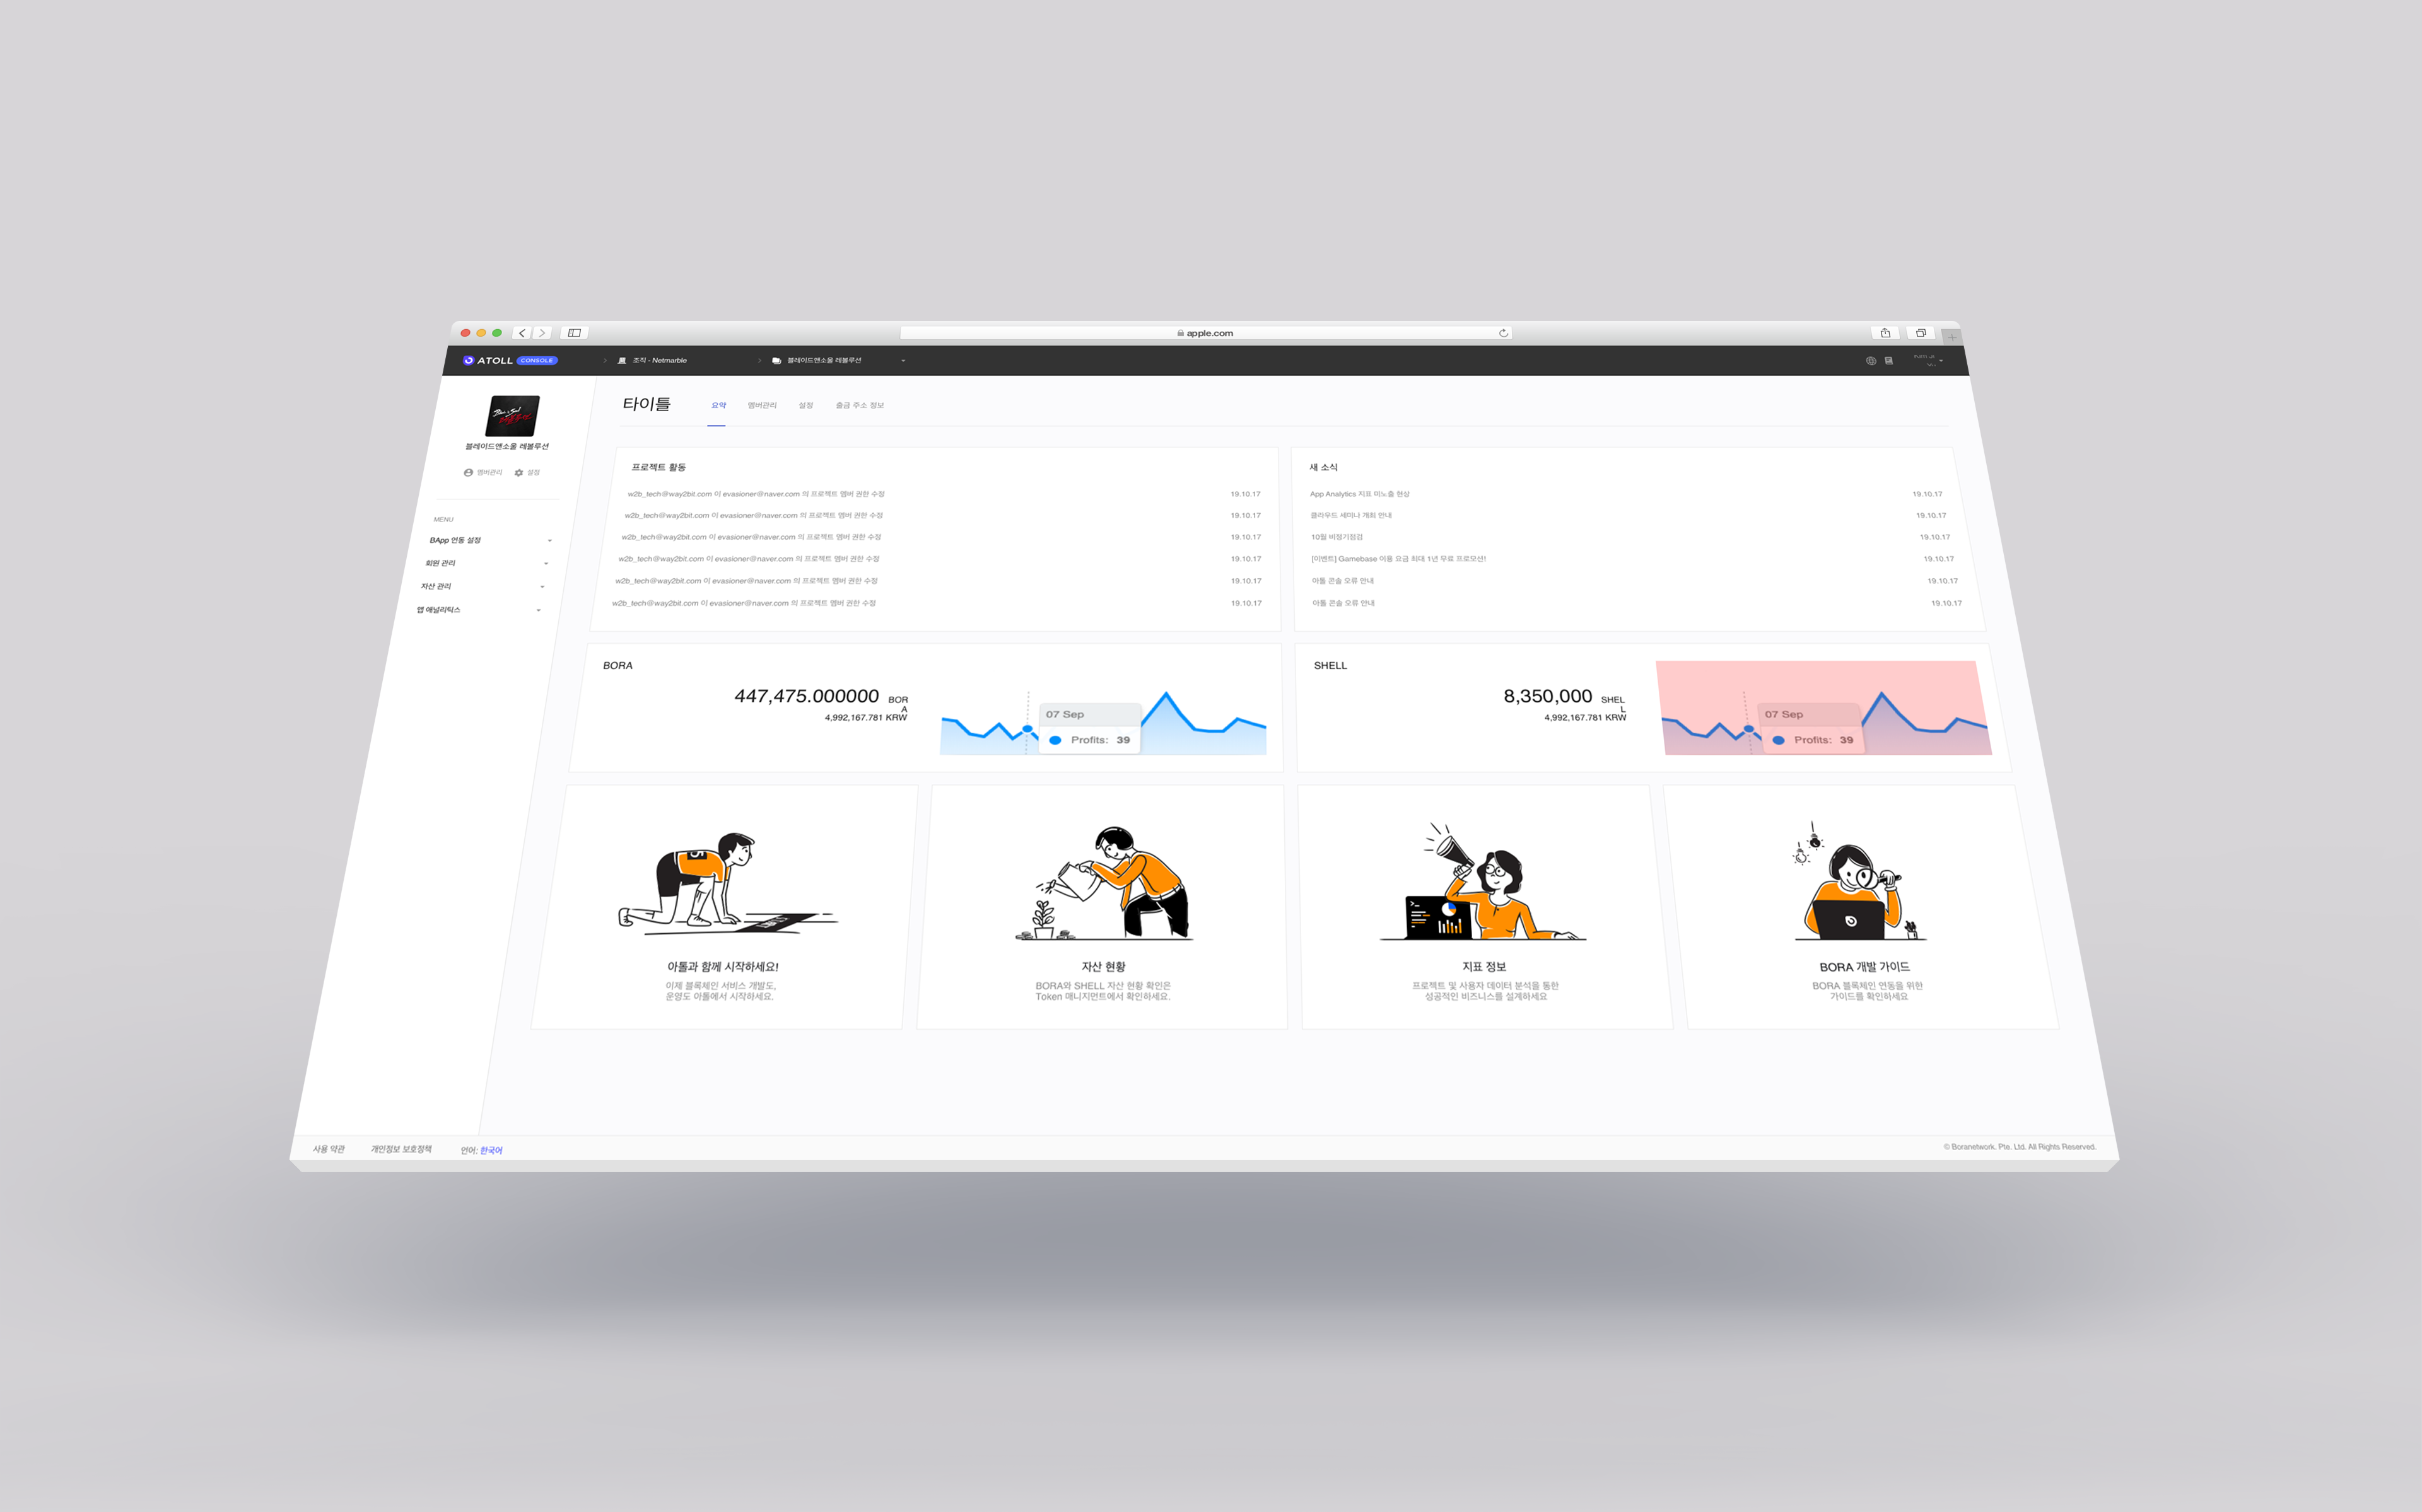 apple.com
ATOLL CONSOLE
조직 - Netmarble
블레이드앤소울 레볼루션
블레이드앤소울 레볼루션
멤버관리 설정
MENU
BApp 연동 설정
회원 관리
자산 관리
앱 애널리틱스
타이틀 요약 멤버관리 설정 출금 주소 정보
프로젝트 활동
w2b_tech@way2bit.com 이 evasioner@naver.com 의 프로젝트 멤버 권한 수정 19.10.17
w2b_tech@way2bit.com 이 evasioner@naver.com 의 프로젝트 멤버 권한 수정 19.10.17
w2b_tech@way2bit.com 이 evasioner@naver.com 의 프로젝트 멤버 권한 수정 19.10.17
w2b_tech@way2bit.com 이 evasioner@naver.com 의 프로젝트 멤버 권한 수정 19.10.17
w2b_tech@way2bit.com 이 evasioner@naver.com 의 프로젝트 멤버 권한 수정 19.10.17
w2b_tech@way2bit.com 이 evasioner@naver.com 의 프로젝트 멤버 권한 수정 19.10.17
새 소식
App Analytics 지표 미노출 현상 19.10.17
클라우드 세미나 개최 안내 19.10.17
10월 비정기점검 19.10.17
[이벤트] Gamebase 이용 요금 최대 1년 무료 프로모션! 19.10.17
아톨 콘솔 오류 안내 19.10.17
아톨 콘솔 오류 안내 19.10.17
BORA
447,475.000000 BOR
A
4,992,167.781 KRW
07 Sep
Profits: 39
SHELL
8,350,000 SHEL
L
4,992,167.781 KRW
07 Sep
Profits: 39
아톨과 함께 시작하세요!
이제 블록체인 서비스 개발도,
운영도 아톨에서 시작하세요.
자산 현황
BORA와 SHELL 자산 현황 확인은
Token 매니지먼트에서 확인하세요.
지표 정보
프로젝트 및 사용자 데이터 분석을 통한
성공적인 비즈니스를 설계하세요
BORA 개발 가이드
BORA 블록체인 연동을 위한
가이드를 확인하세요
사용 약관 개인정보 보호정책 언어: 한국어
© Boranetwork. Pte. Ltd. All Rights Reserved.